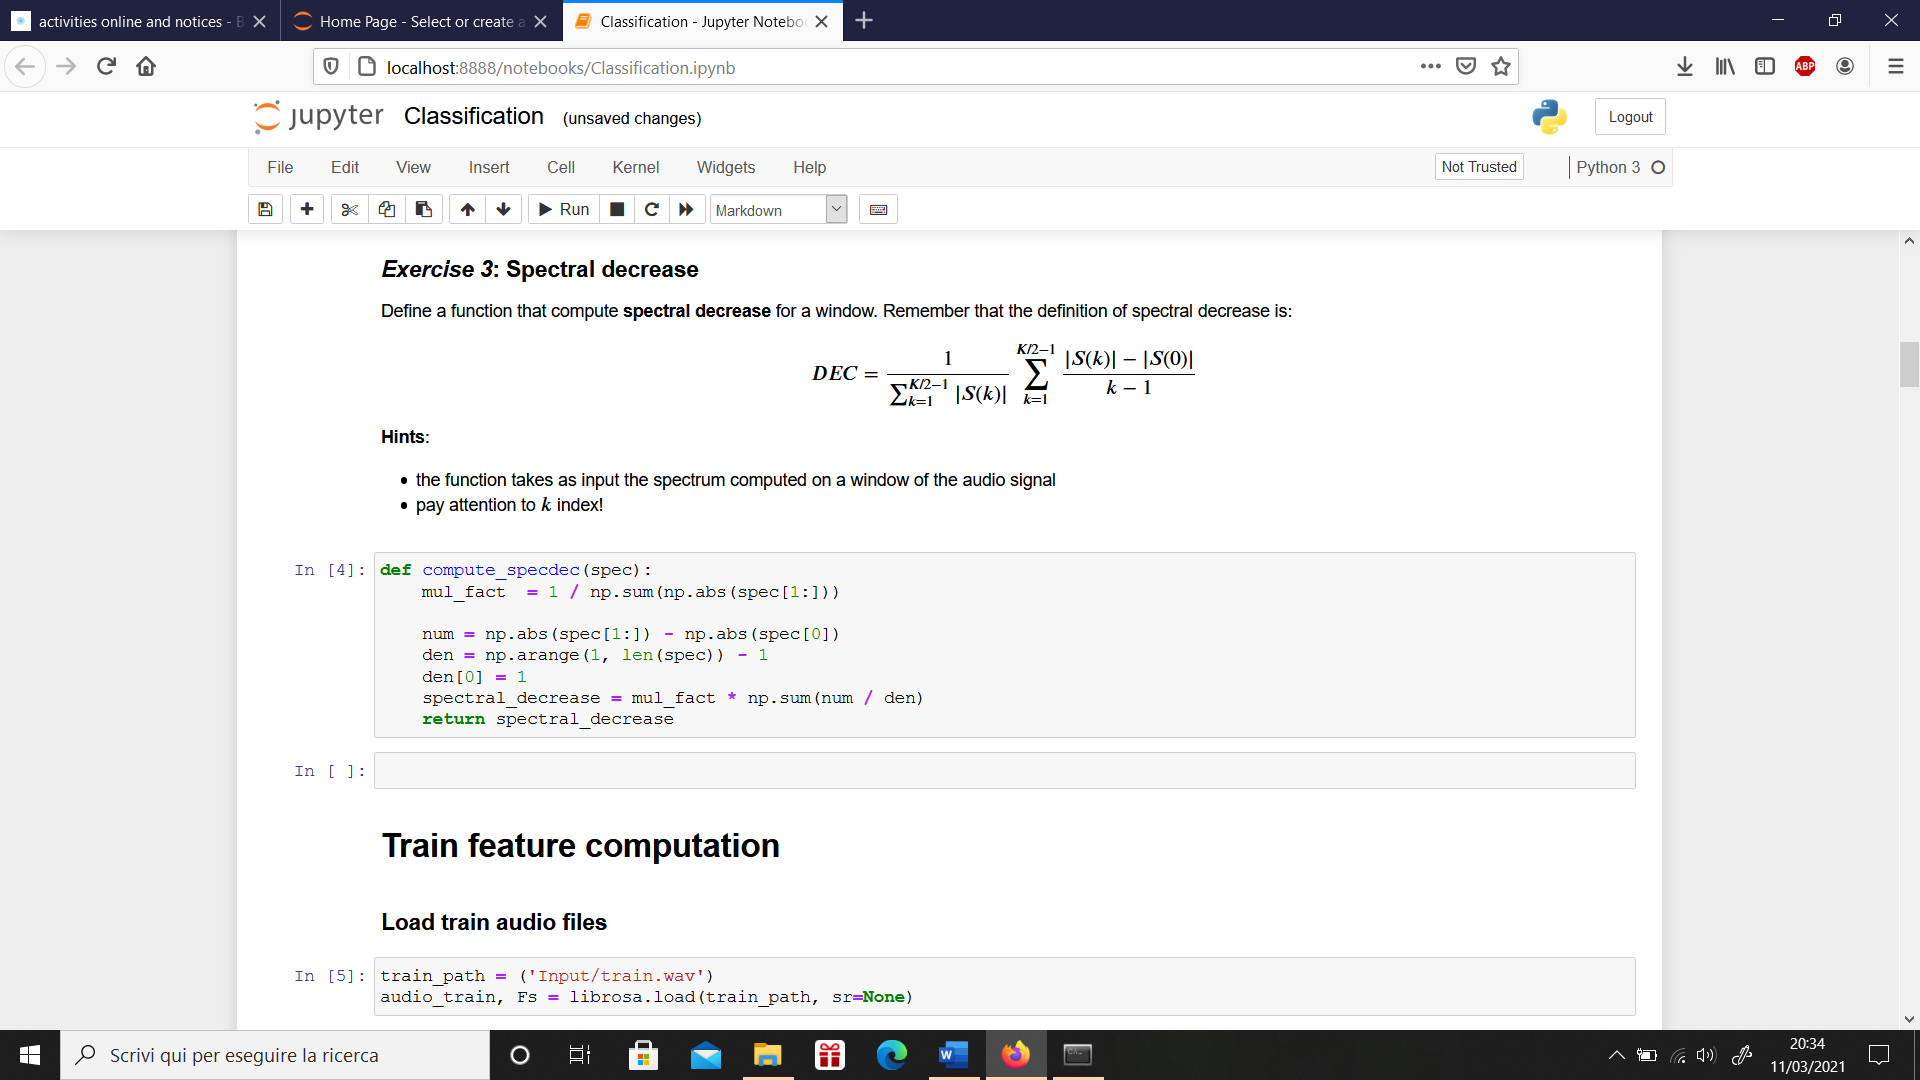 activities online and notices - B
Home Page - Select or create a
Classification - Jupyter Notebo
localhost:8888/notebooks/Classification.ipynb
ABP
jupyter Classification (unsaved changes)
Logout
File Edit View Insert Cell Kernel Widgets Help
Not Trusted
Python 3
Run
Markdown
Exercise 3: Spectral decrease
Define a function that compute spectral decrease for a window. Remember that the definition of spectral decrease is:
DEC = 1 / ∑_{k=1}^{K/2−1} |S(k)| ∑_{k=1}^{K/2−1} |S(k)| − |S(0)| / k − 1
Hints:
• the function takes as input the spectrum computed on a window of the audio signal
• pay attention to k index!
In [4]: def compute_specdec(spec):
mul_fact  = 1 / np.sum(np.abs(spec[1:]))
num = np.abs(spec[1:]) - np.abs(spec[0])
den = np.arange(1, len(spec)) - 1
den[0] = 1
spectral_decrease = mul_fact * np.sum(num / den)
return spectral_decrease
In [ ]:
Train feature computation
Load train audio files
In [5]: train_path = ('Input/train.wav')
audio_train, Fs = librosa.load(train_path, sr=None)
Scrivi qui per eseguire la ricerca
20:34
11/03/2021